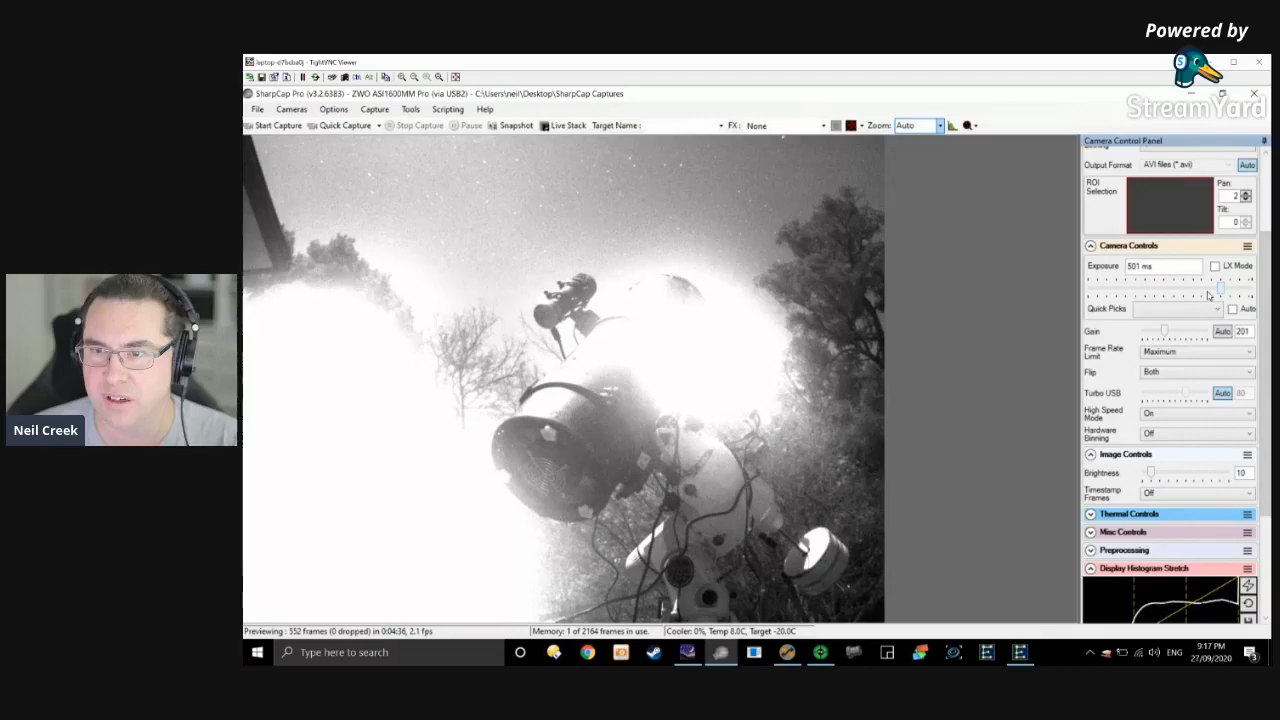 Powered by
StreamYard
laptop-d7bcba0j - TightVNC Viewer
SharpCap Pro (v3.2.6383) - ZWO ASI1600MM Pro (via USB2) - C:\Users\neil\Desktop\SharpCap Captures
File Cameras Options Capture Tools Scripting Help
Start Capture Quick Capture Stop Capture Pause Snapshot Live Stack Target Name : FX : None Zoom: Auto
Camera Control Panel
Output Format AVI files (*.avi) Auto
ROI Selection Pan: 2
Tilt: 0
Camera Controls
Exposure 501 ms LX Mode
Quick Picks Auto
Gain Auto 201
Frame Rate Limit Maximum
Flip Both
Turbo USB Auto 80
High Speed Mode On
Hardware Binning Off
Image Controls
Brightness 10
Timestamp Frames Off
Thermal Controls
Misc Controls
Preprocessing
Display Histogram Stretch
Neil Creek
Previewing : 552 frames (0 dropped) in 0:04:36, 2.1 fps Memory: 1 of 2164 frames in use. Cooler: 0%, Temp 8.0C, Target -20.0C
Type here to search
ENG
9:17 PM
27/09/2020
3